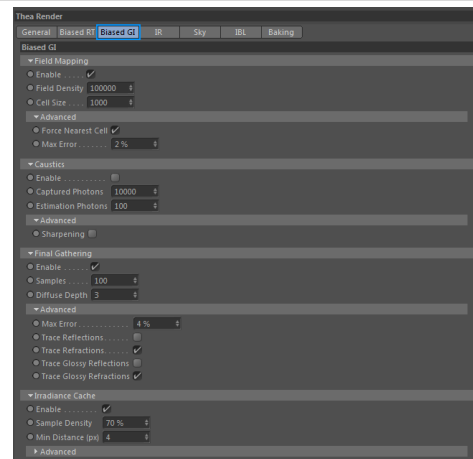 Thea Render
General Biased RT Biased GI IR Sky IBL Baking
Biased GI
Field Mapping
Enable . . . . .
Field Density 100000
Cell Size . . . . 1000
Advanced
Force Nearest Cell
Max Error . . . . . . . 2 %
Caustics
Enable . . . . . . . . . .
Captured Photons 10000
Estimation Photons 100
Advanced
Sharpening
Final Gathering
Enable . . . . . .
Samples . . . . 100
Diffuse Depth 3
Advanced
Max Error . . . . . . . . . . . . 4 %
Trace Reflections . . . . . .
Trace Refractions . . . . . .
Trace Glossy Reflections
Trace Glossy Refractions
Irradiance Cache
Enable . . . . . . . .
Sample Density 70 %
Min Distance (px) 4
Advanced